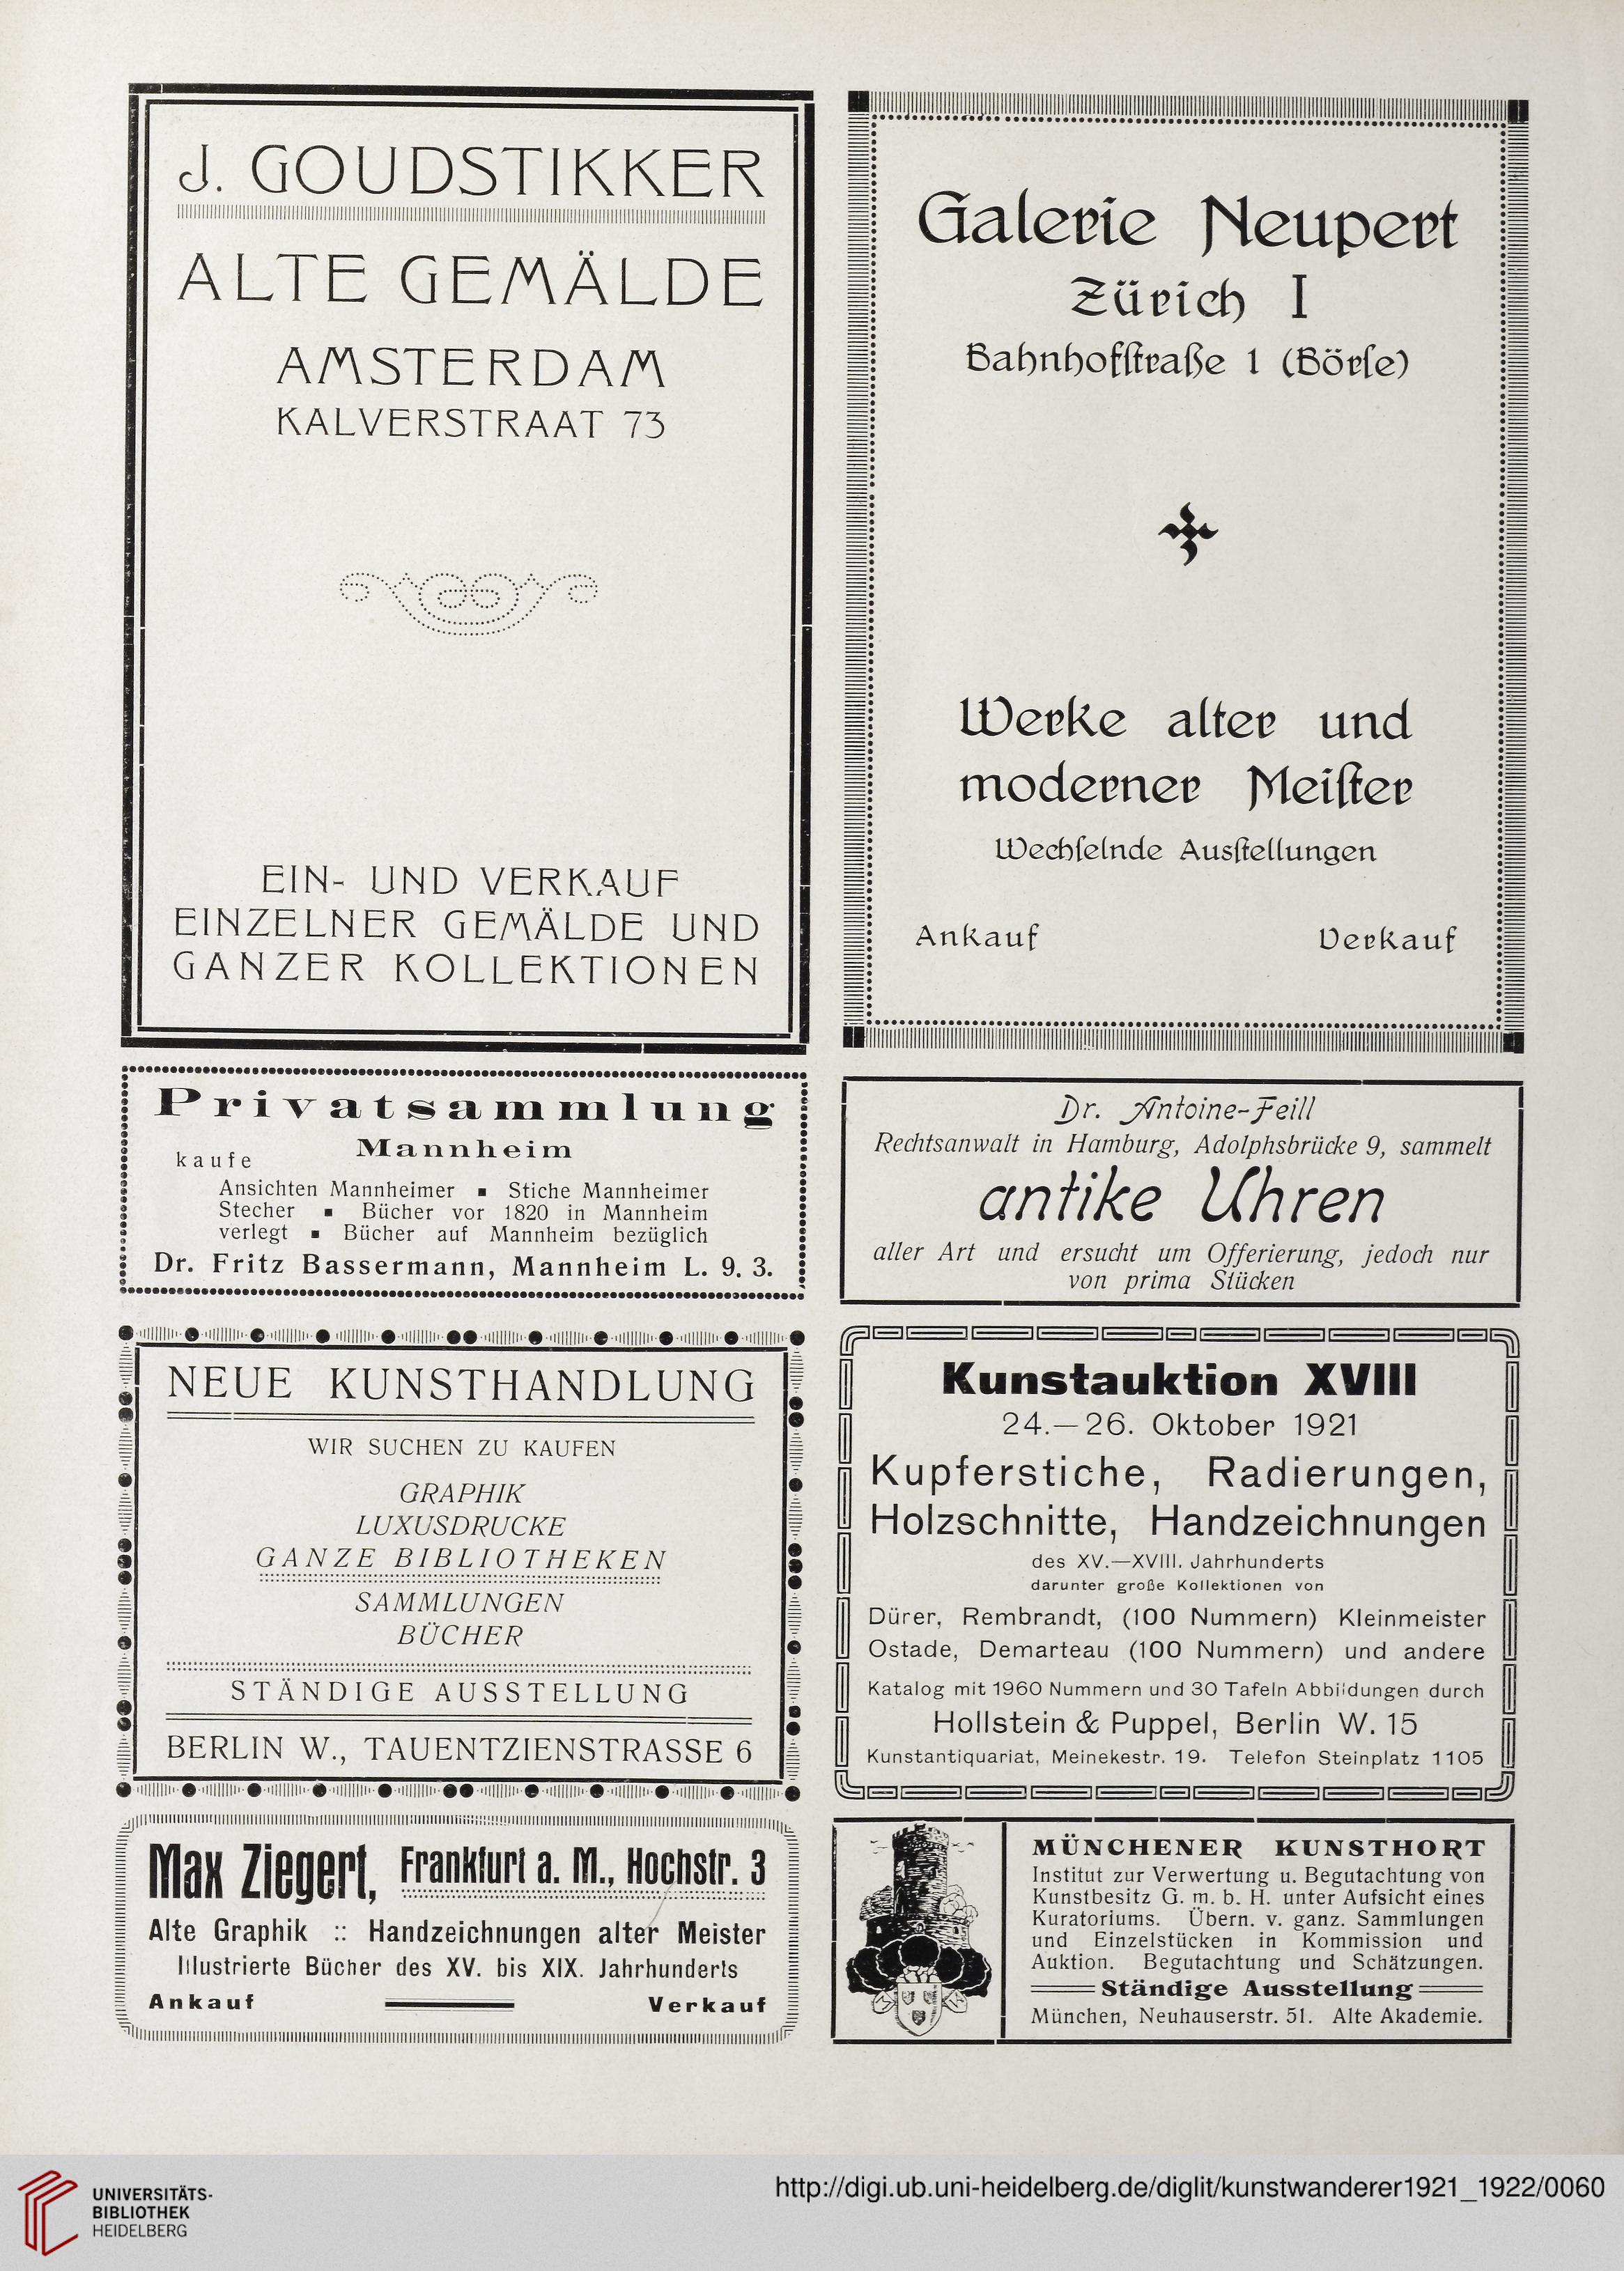 J. GOUDSTIKKER
ALTE GEMÄLDE
AMSTERDAM
KALVERSTRAAT 73
EIN- UND VERKAUF
EINZELNER GEMÄLDE UND
GANZER KOLLEKTIONEN
Galerie Neupert
Zürich I
Bahnhofſtraße 1 (Börſe)
Werke alter und
moderner Meiſter
Wechſelnde Ausſtellungen
Ankauf Verkauf
Privatsammlung
Mannheim
kaufe
Ansichten Mannheimer ▪ Stiche Mannheimer
Stecher ▪ Bücher vor 1820 in Mannheim
verlegt ▪ Bücher auf Mannheim bezüglich
Dr. Fritz Bassermann, Mannheim L. 9. 3.
Dr. Antoine-Feill
Rechtsanwalt in Hamburg, Adolphsbrücke 9, sammelt
antike Uhren
aller Art und ersucht um Offerierung, jedoch nur
von prima Stücken
NEUE KUNSTHANDLUNG
WIR SUCHEN ZU KAUFEN
GRAPHIK
LUXUSDRUCKE
GANZE BIBLIOTHEKEN
SAMMLUNGEN
BÜCHER
STÄNDIGE AUSSTELLUNG
BERLIN W., TAUENTZIENSTRASSE 6
Kunstauktion XVIII
24.—26. Oktober 1921
Kupferstiche, Radierungen,
Holzschnitte, Handzeichnungen
des XV.—XVIII. Jahrhunderts
darunter große Kollektionen von
Dürer, Rembrandt, (100 Nummern) Kleinmeister
Ostade, Demarteau (100 Nummern) und andere
Katalog mit 1960 Nummern und 30 Tafeln Abbildungen durch
Hollstein & Puppel, Berlin W. 15
Kunstantiquariat, Meinekestr. 19. Telefon Steinplatz 1105
Max Ziegert, Frankfurt a. M., Hochstr. 3
Alte Graphik :: Handzeichnungen alter Meister
Illustrierte Bücher des XV. bis XIX. Jahrhunderts
Ankauf Verkauf
MÜNCHENER KUNSTHORT
Institut zur Verwertung u. Begutachtung von
Kunstbesitz G. m. b. H. unter Aufsicht eines
Kuratoriums. Übern. v. ganz. Sammlungen
und Einzelstücken in Kommission und
Auktion. Begutachtung und Schätzungen.
Ständige Ausstellung
München, Neuhauserstr. 51. Alte Akademie.
UNIVERSITÄTS-
BIBLIOTHEK
HEIDELBERG
http://digi.ub.uni-heidelberg.de/diglit/kunstwanderer1921_1922/0060